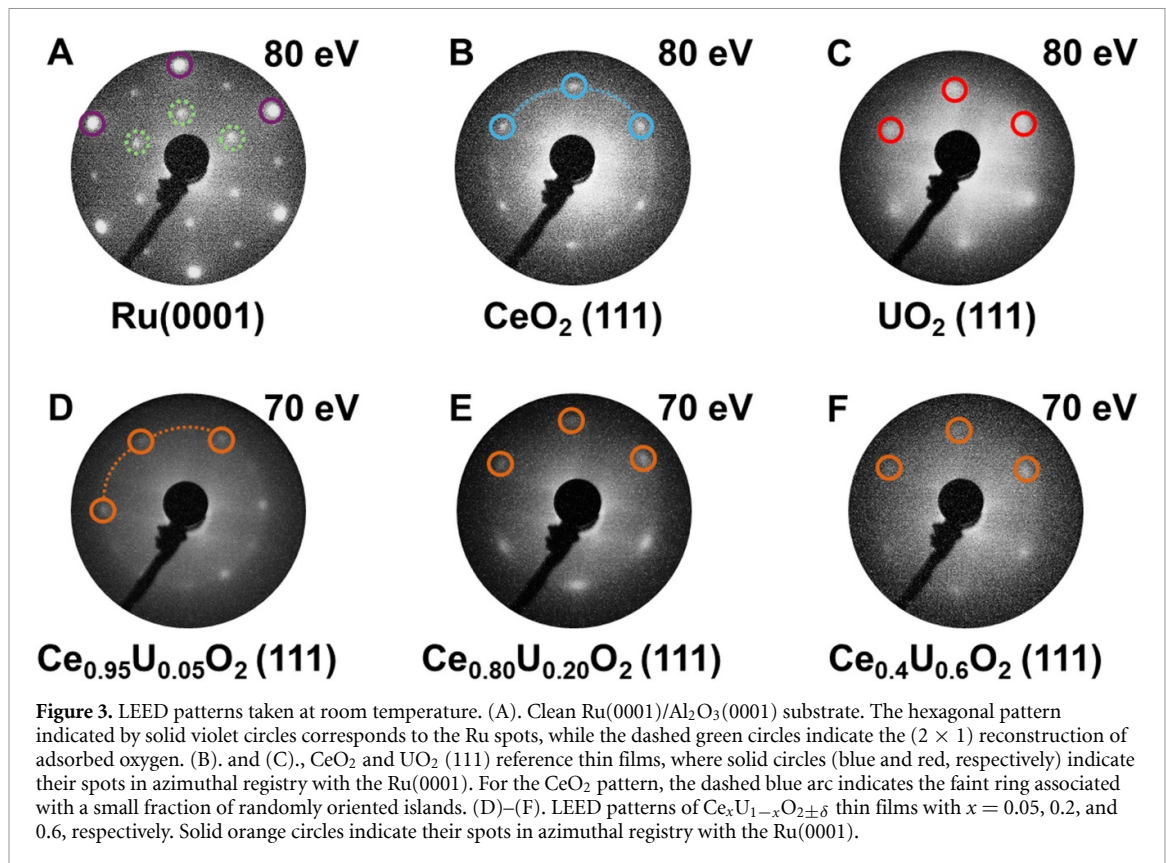 A 80 eV B 80 eV C 80 eV
Ru(0001) CeO₂ (111) UO₂ (111)
D 70 eV E 70 eV F 70 eV
Ce₀.₉₅U₀.₀₅O₂ (111) Ce₀.₈₀U₀.₂₀O₂ (111) Ce₀.₄U₀.₆O₂ (111)
Figure 3. LEED patterns taken at room temperature. (A). Clean Ru(0001)/Al₂O₃(0001) substrate. The hexagonal pattern
indicated by solid violet circles corresponds to the Ru spots, while the dashed green circles indicate the (2 × 1) reconstruction of
adsorbed oxygen. (B). and (C)., CeO₂ and UO₂ (111) reference thin films, where solid circles (blue and red, respectively) indicate
their spots in azimuthal registry with the Ru(0001). For the CeO₂ pattern, the dashed blue arc indicates the faint ring associated
with a small fraction of randomly oriented islands. (D)–(F). LEED patterns of CeₓU₁₋ₓO₂±δ thin films with x = 0.05, 0.2, and
0.6, respectively. Solid orange circles indicate their spots in azimuthal registry with the Ru(0001).